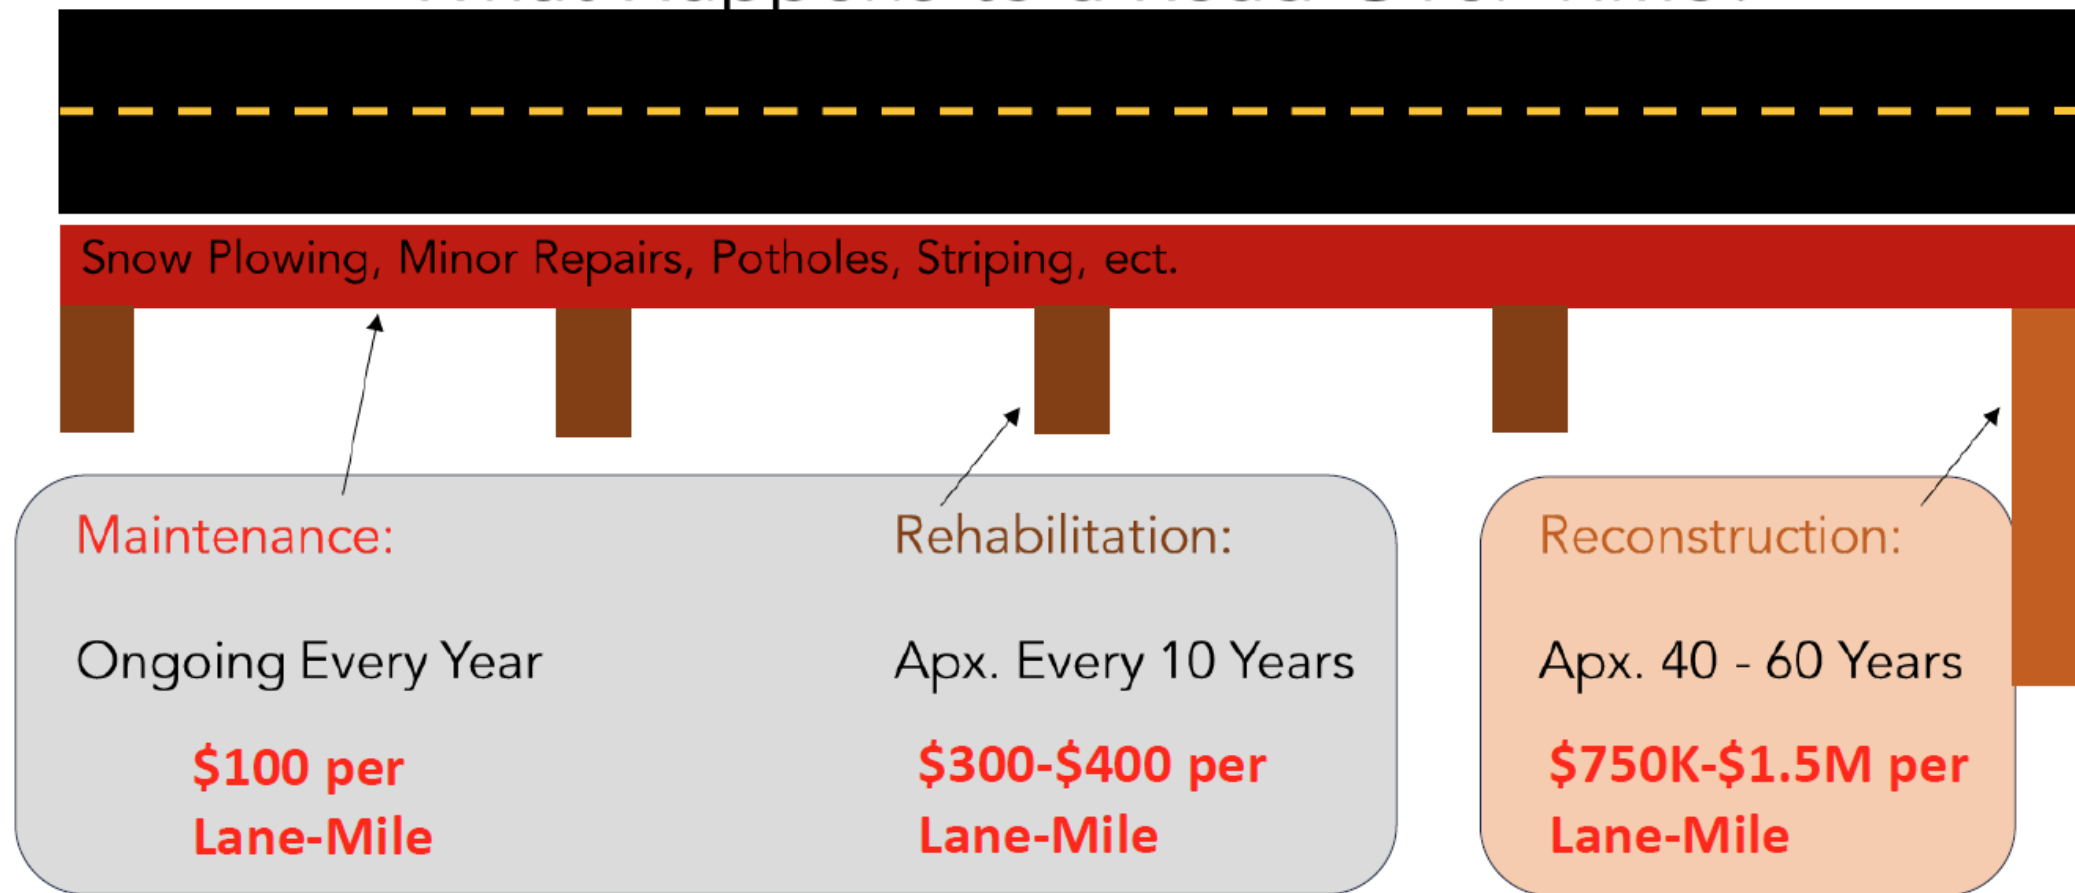 Snow Plowing, Minor Repairs, Potholes, Striping, ect.
Maintenance:
Ongoing Every Year
$100 per
Lane-Mile
Rehabilitation:
Apx. Every 10 Years
$300-$400 per
Lane-Mile
Reconstruction:
Apx. 40 - 60 Years
$750K-$1.5M per
Lane-Mile